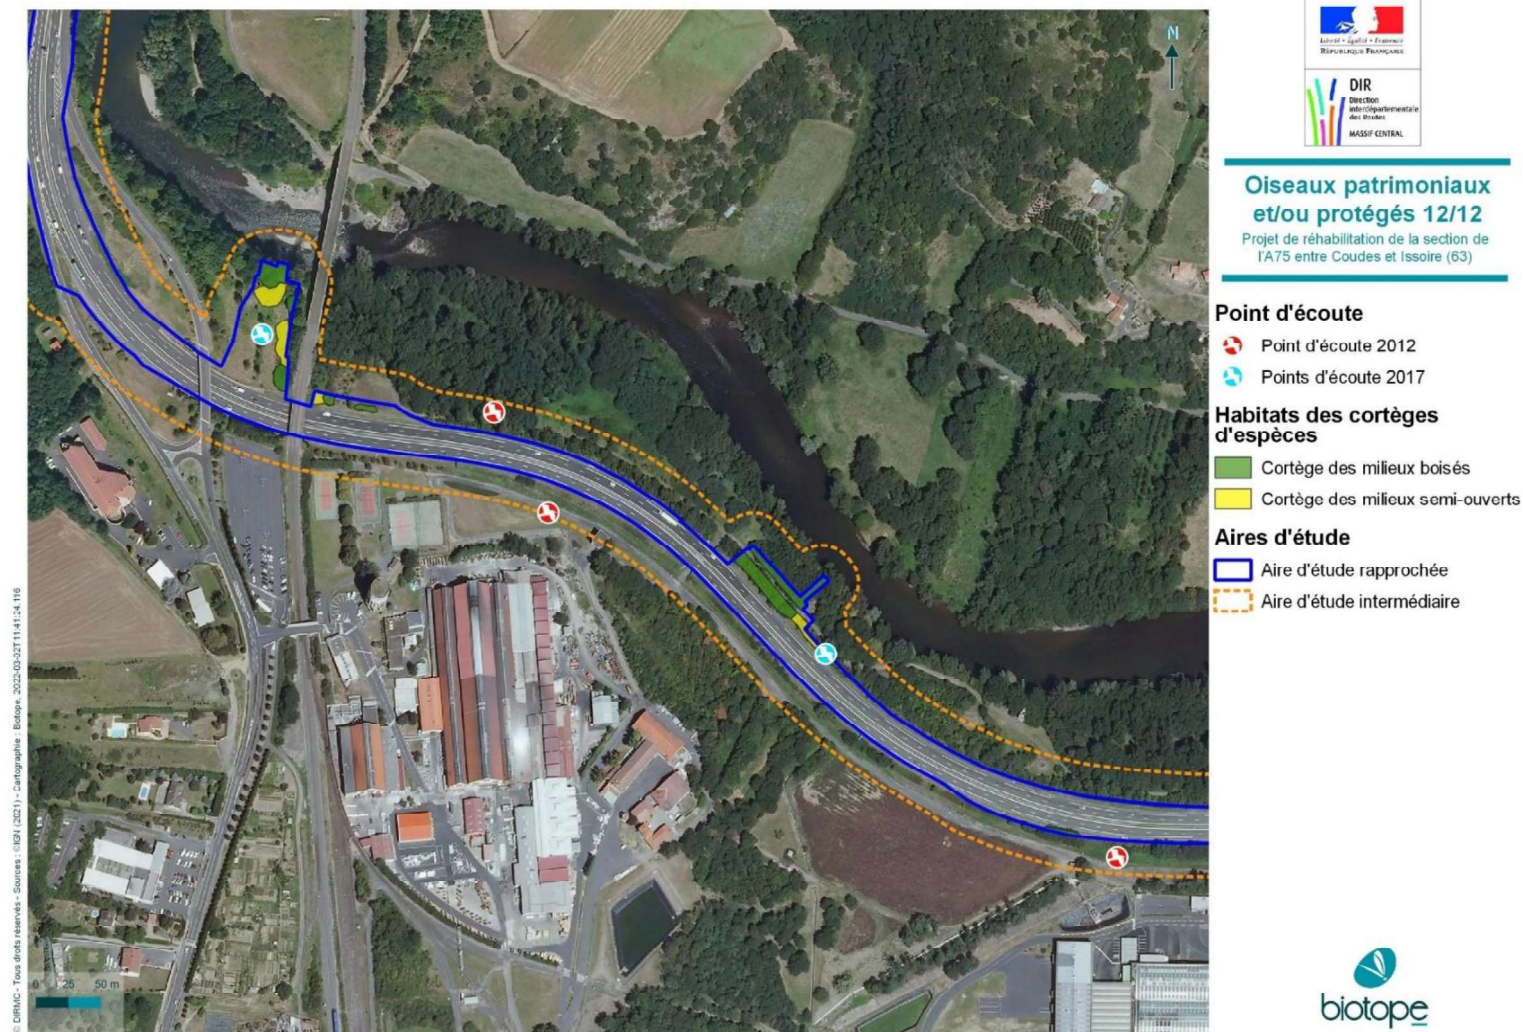 N
Liberté • Égalité • Fraternité
RÉPUBLIQUE FRANÇAISE
DIR
Direction
interdépartementale
des Routes
MASSIF CENTRAL
Oiseaux patrimoniaux
et/ou protégés 12/12
Projet de réhabilitation de la section de
l'A75 entre Coudes et Issoire (63)
Point d'écoute
Point d'écoute 2012
Points d'écoute 2017
Habitats des cortèges
d'espèces
Cortège des milieux boisés
Cortège des milieux semi-ouverts
Aires d'étude
Aire d'étude rapprochée
Aire d'étude intermédiaire
© DIRMC - Tous droits réservés - Sources : ©IGN (2021) - Cartographie : Biotope, 2022-03-02T11:41:24.116
0 25 50 m
biotope